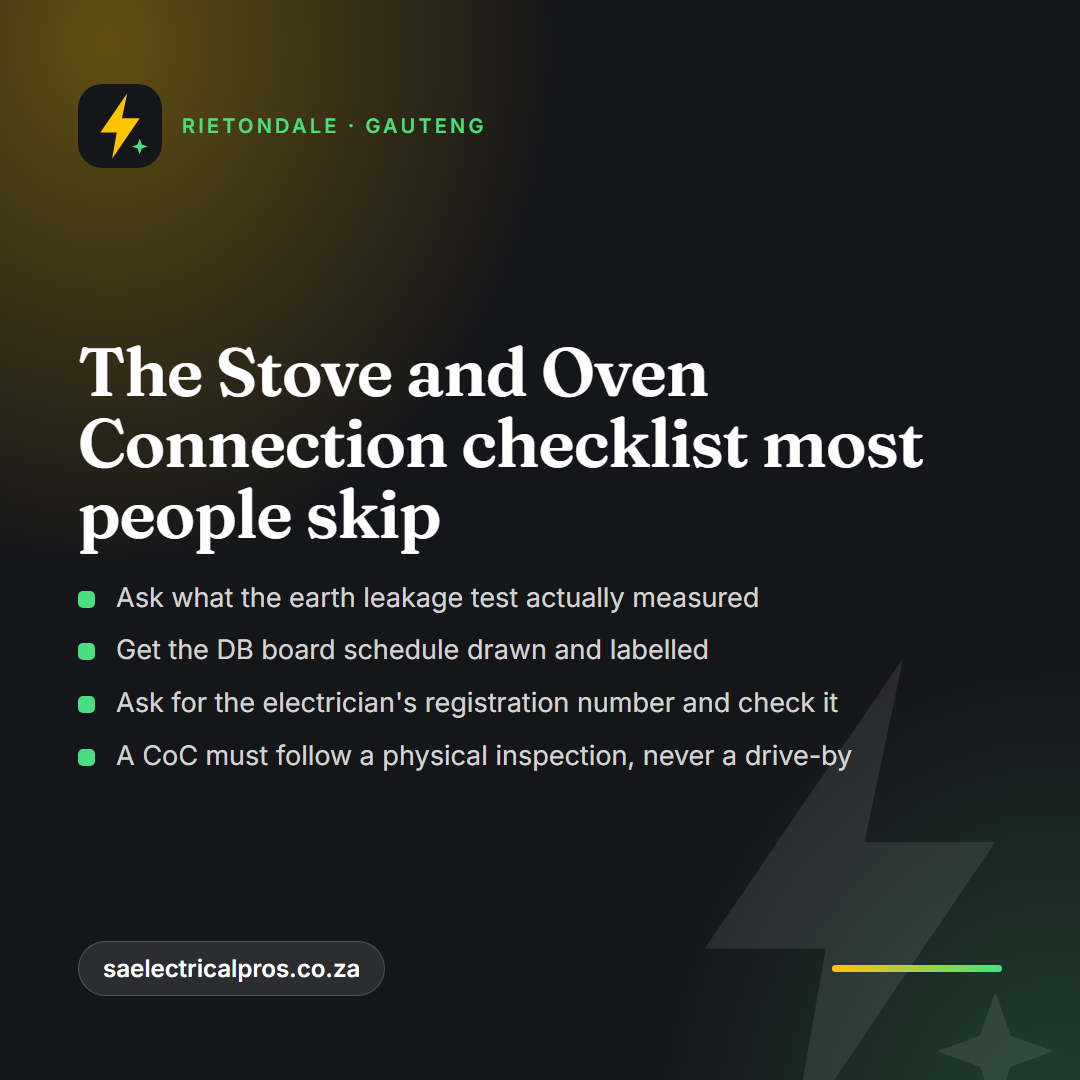 RIETONDALE · GAUTENG
The Stove and Oven
Connection checklist most
people skip
Ask what the earth leakage test actually measured
Get the DB board schedule drawn and labelled
Ask for the electrician's registration number and check it
A CoC must follow a physical inspection, never a drive-by
saelectricalpros.co.za